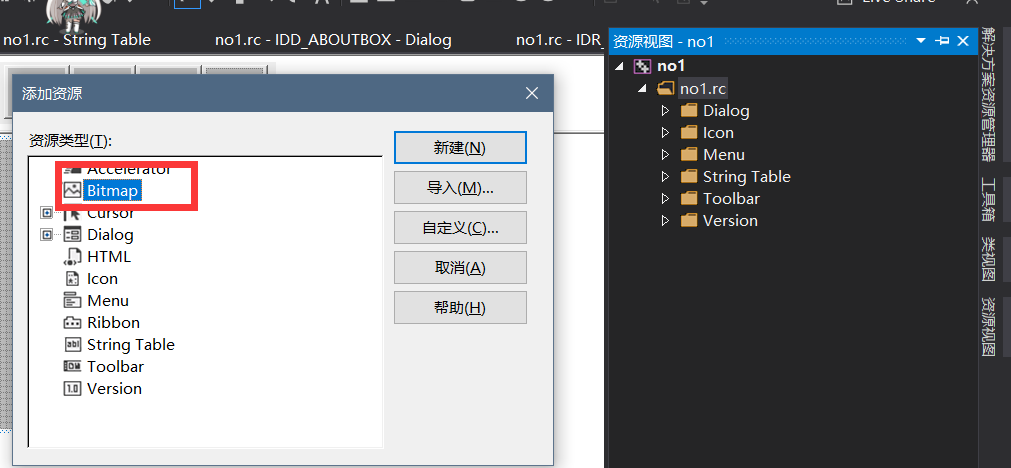 Live Share
no1.rc - String Table
no1.rc - IDD_ABOUTBOX - Dialog
no1.rc - IDR_
资源视图 - no1
no1
no1.rc
Dialog
Icon
Menu
String Table
Toolbar
Version
解决方案资源管理器
工具箱
类视图
资源视图
添加资源
资源类型(T):
Accelerator
Bitmap
Cursor
Dialog
HTML
Icon
Menu
Ribbon
String Table
Toolbar
Version
新建(N)
导入(M)...
自定义(C)...
取消(A)
帮助(H)